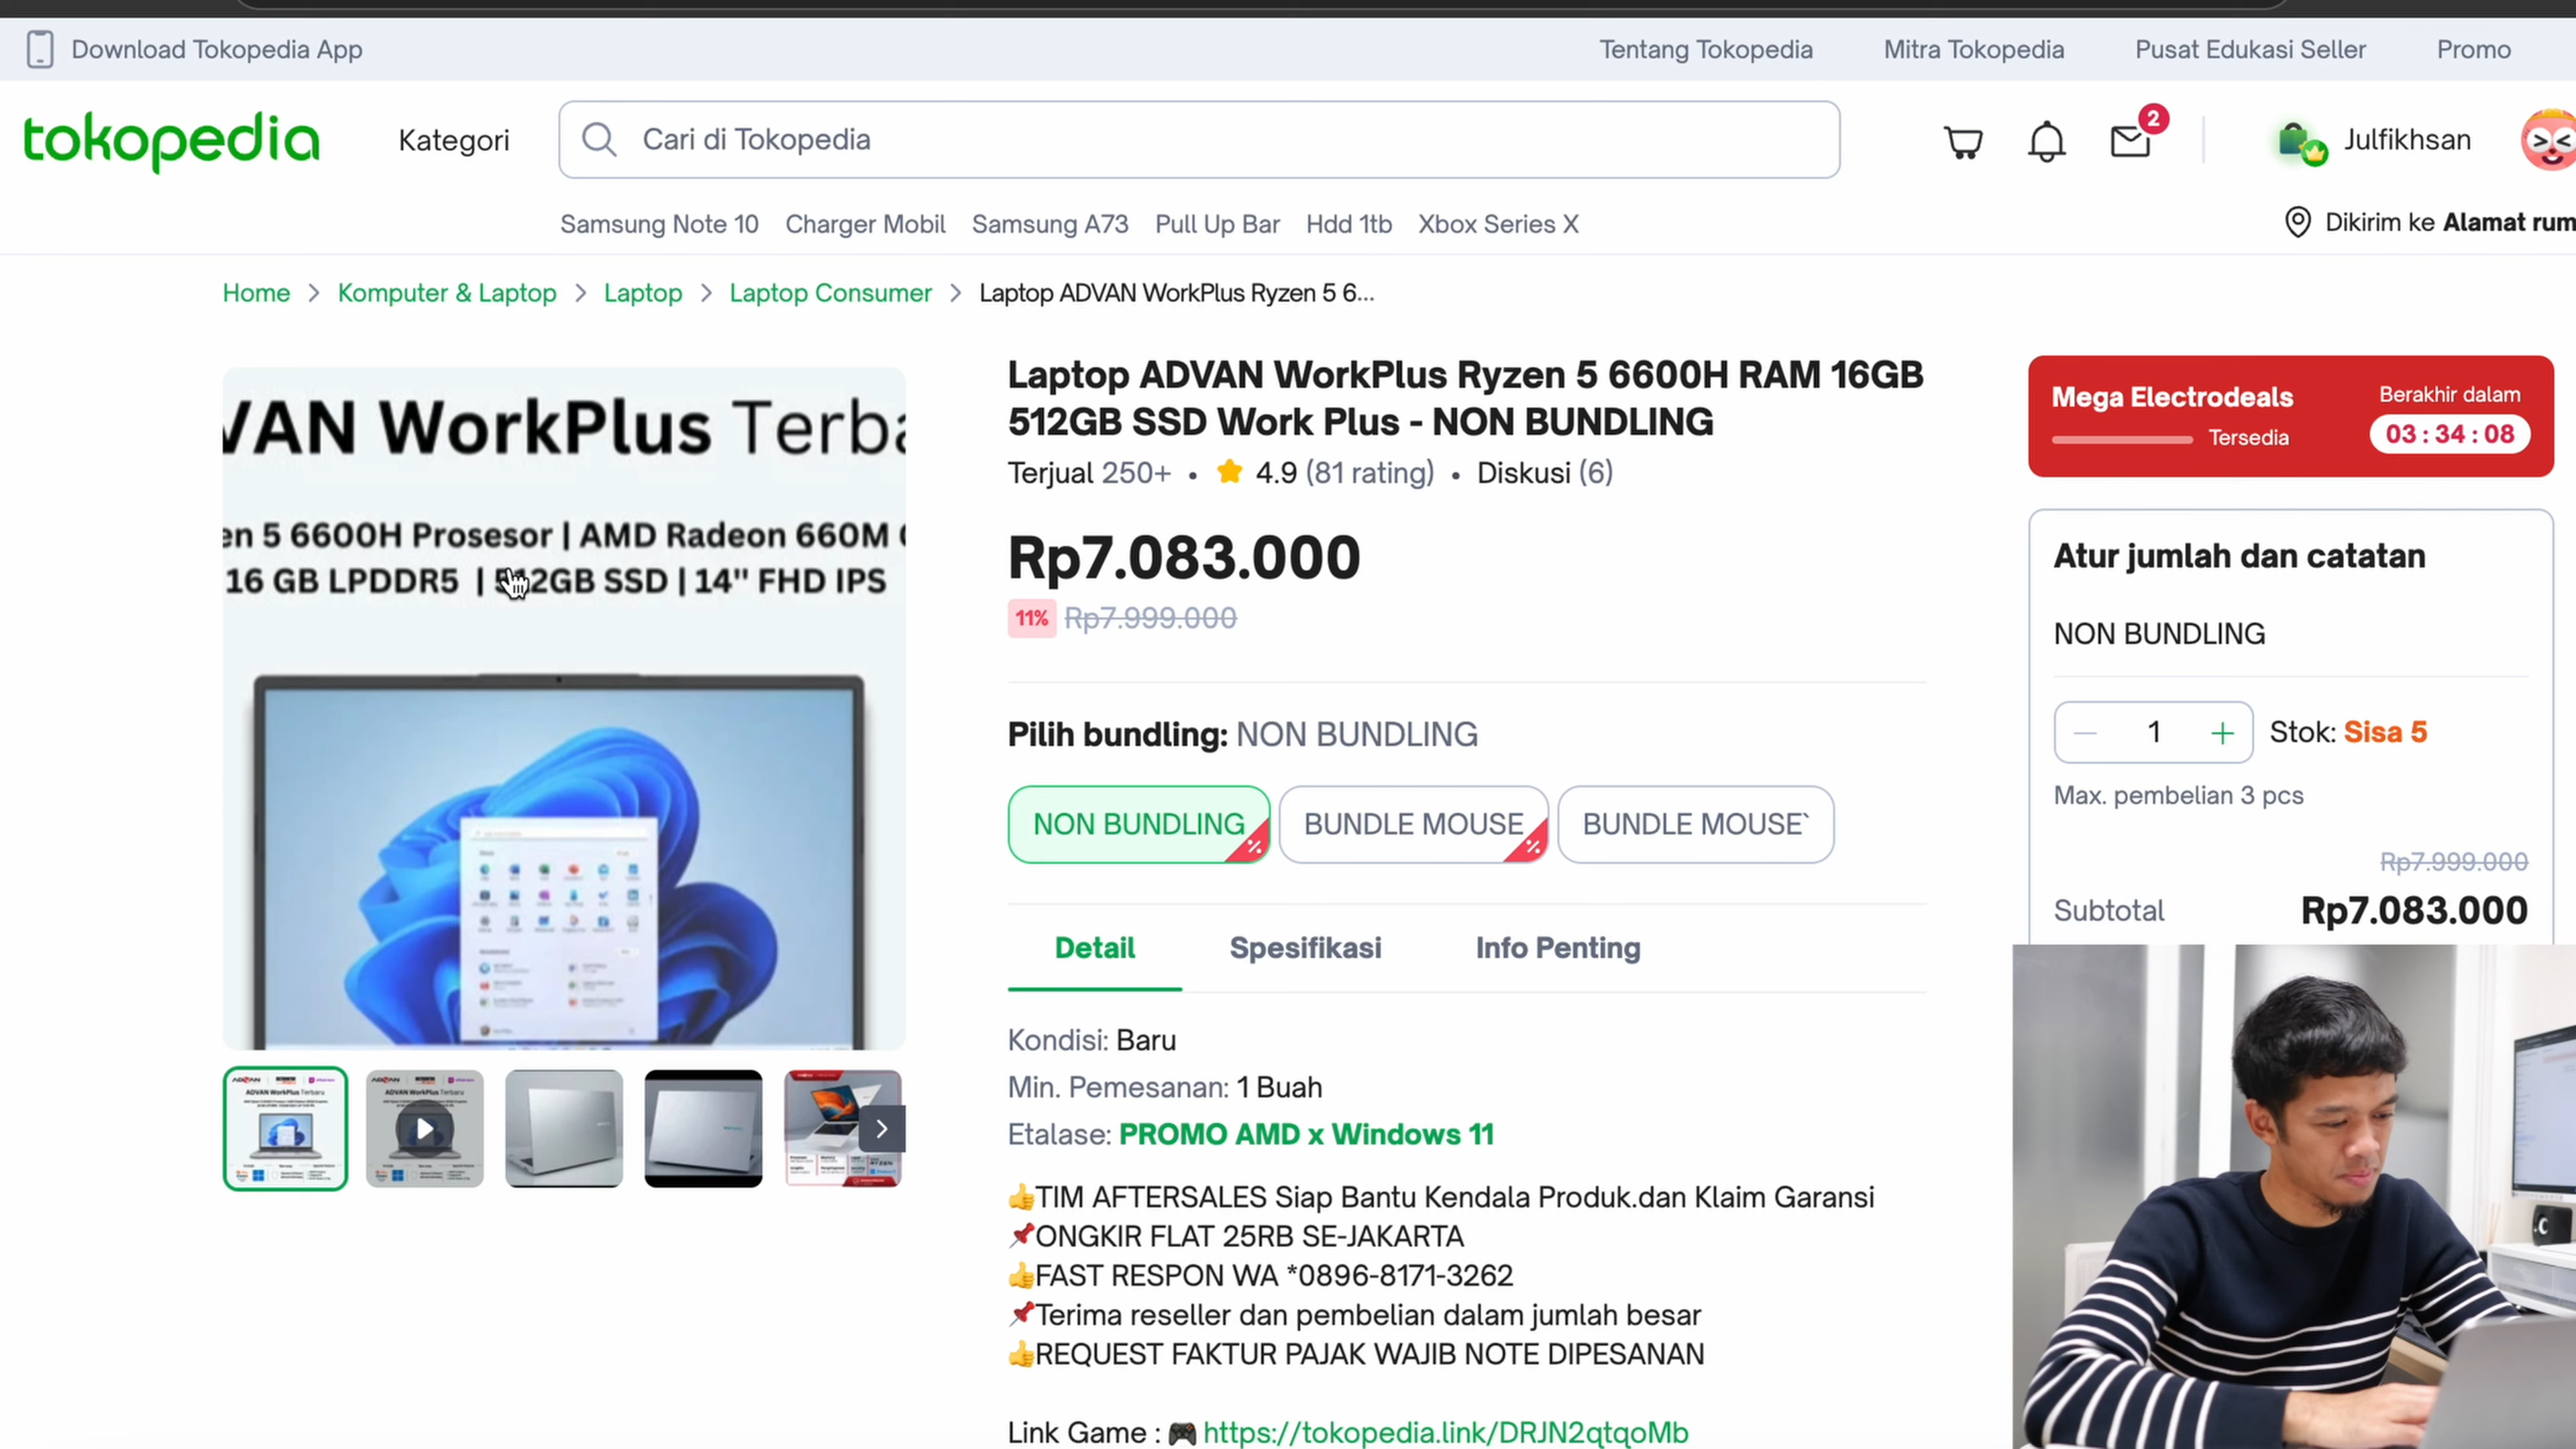 Download Tokopedia App
Tentang Tokopedia
Mitra Tokopedia
Pusat Edukasi Seller
Promo
tokopedia
Kategori
Cari di Tokopedia
2
Julfikhsan
Samsung Note 10
Charger Mobil
Samsung A73
Pull Up Bar
Hdd 1tb
Xbox Series X
Dikirim ke Alamat rum
Home > Komputer & Laptop > Laptop > Laptop Consumer > Laptop ADVAN WorkPlus Ryzen 5 6...
VAN WorkPlus Terba
en 5 6600H Prosesor | AMD Radeon 660M
16 GB LPDDR5 | 512GB SSD | 14" FHD IPS
ADVAN WorkPlus Terbaru
ADVAN WorkPlus Terbaru
Laptop ADVAN WorkPlus Ryzen 5 6600H RAM 16GB
512GB SSD Work Plus - NON BUNDLING
Terjual 250+ • 4.9 (81 rating) • Diskusi (6)
Rp7.083.000
11% Rp7.999.000
Pilih bundling: NON BUNDLING
NON BUNDLING %
BUNDLE MOUSE %
BUNDLE MOUSE`
Detail
Spesifikasi
Info Penting
Kondisi: Baru
Min. Pemesanan: 1 Buah
Etalase: PROMO AMD x Windows 11
👍TIM AFTERSALES Siap Bantu Kendala Produk.dan Klaim Garansi
📌ONGKIR FLAT 25RB SE-JAKARTA
👍FAST RESPON WA *0896-8171-3262
📌Terima reseller dan pembelian dalam jumlah besar
👍REQUEST FAKTUR PAJAK WAJIB NOTE DIPESANAN
Link Game : 🎮 https://tokopedia.link/DRJN2qtqoMb
Mega Electrodeals
Tersedia
Berakhir dalam
03 : 34 : 08
Atur jumlah dan catatan
NON BUNDLING
1
Stok: Sisa 5
Max. pembelian 3 pcs
Rp7.999.000
Subtotal
Rp7.083.000